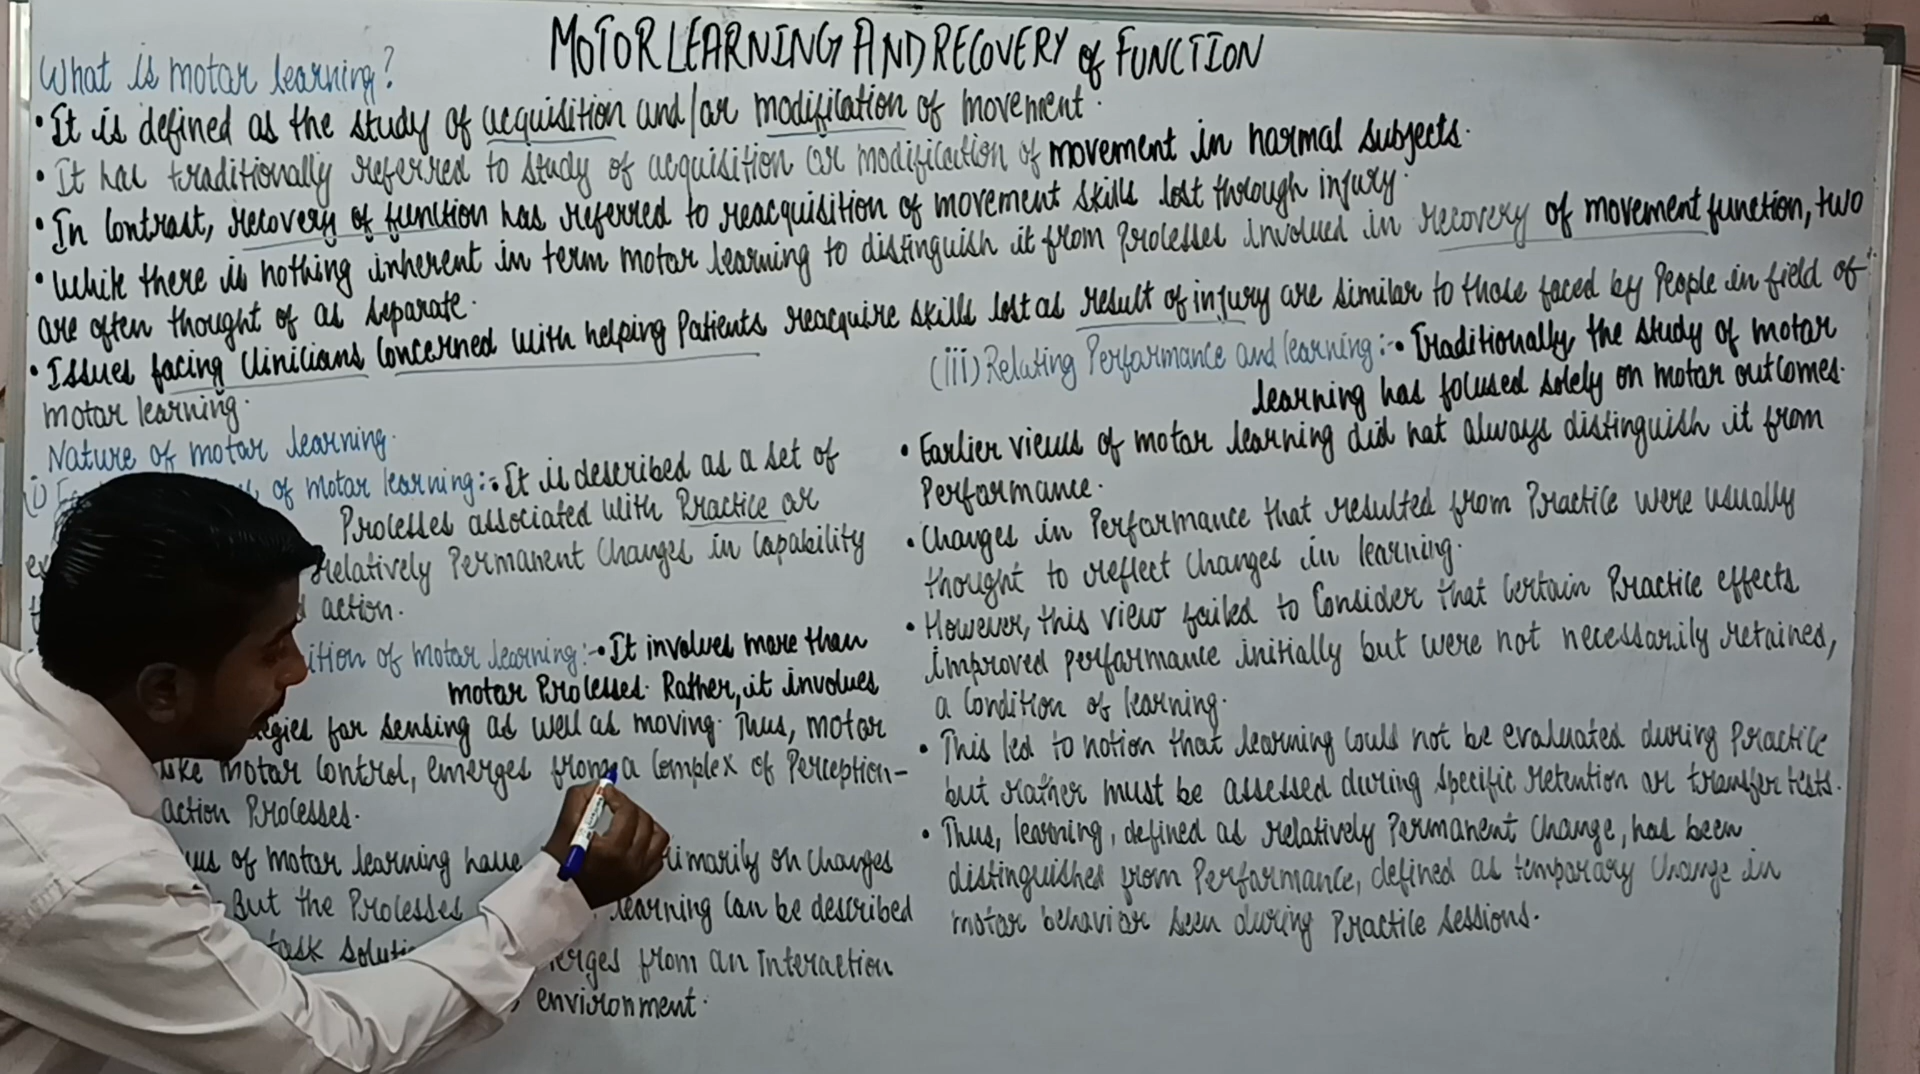 MOTOR LEARNING AND RECOVERY of FUNCTION
What is motor learning?
• It is defined as the study of acquisition and/or modification of movement.
• It has traditionally referred to study of acquisition or modification of movement in normal subjects.
• In Contrast, recovery of function has referred to reacquisition of movement skills lost through injury.
• While there is nothing inherent in term motor learning to distinguish it from Processes involved in recovery of movement function, two
are often thought of as separate.
• Issues facing Clinicians Concerned with helping Patients reacquire skills lost as result of injury are similar to those faced by People in field of
motor learning.
Nature of motor learning.
(i) of motor learning:- • It is described as a set of
Processes associated with Practice or
relatively Permanent Changes in Capability
action.
ition of motor learning:- • It involves more than
motor Processes. Rather, it involves
egies for sensing as well as moving. Thus, motor
like motor Control, emerges from a Complex of Perception-
action Processes.
of motor learning have rimarily on Changes
But the Processes learning Can be described
task solut erges from an Interaction
environment.
(iii) Relating Performance and learning:- • Traditionally, the study of motor
learning has focused solely on motor outcomes.
• Earlier views of motor learning did not always distinguish it from
Performance.
• Changes in Performance that resulted from Practice were usually
thought to reflect Changes in learning.
• However, this view failed to Consider that Certain Practice effects
improved performance initially but were not necessarily retained,
a Condition of learning.
• This led to notion that learning Could not be evaluated during Practice
but rather must be assessed during specific retention or transfer tests.
• Thus, learning, defined as relatively Permanent Change, has been
distinguished from Performance, defined as temporary Change in
motor behavior seen during Practice sessions.